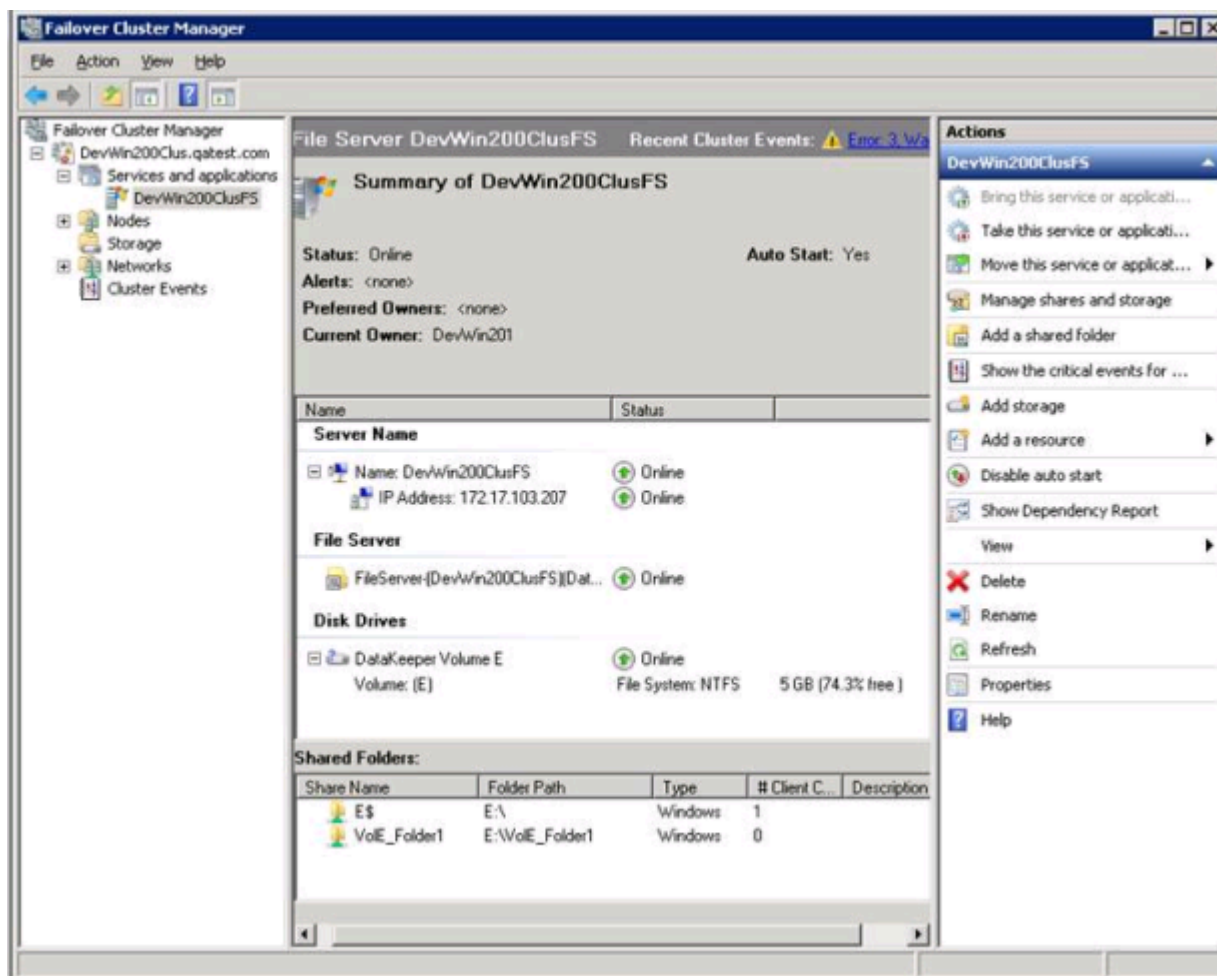 Failover Cluster Manager
File Action View Help
Failover Cluster Manager
DevWin200Clus.qatest.com
Services and applications
DevWin200ClusFS
Nodes
Storage
Networks
Cluster Events
File Server DevWin200ClusFS Recent Cluster Events: Error: 3, Wa
Summary of DevWin200ClusFS
Status: Online Auto Start: Yes
Alerts: <none>
Preferred Owners: <none>
Current Owner: DevWin201
Name Status
Server Name
Name: DevWin200ClusFS Online
IP Address: 172.17.103.207 Online
File Server
FileServer-(DevWin200ClusFS)(Dat... Online
Disk Drives
DataKeeper Volume E Online
Volume: (E) File System: NTFS 5 GB (74.3% free )
Shared Folders:
Share Name Folder Path Type # Client C... Description
E$ E:\ Windows 1
VolE_Folder1 E:\VolE_Folder1 Windows 0
Actions
DevWin200ClusFS
Bring this service or applicati...
Take this service or applicati...
Move this service or applicat...
Manage shares and storage
Add a shared folder
Show the critical events for ...
Add storage
Add a resource
Disable auto start
Show Dependency Report
View
Delete
Rename
Refresh
Properties
Help